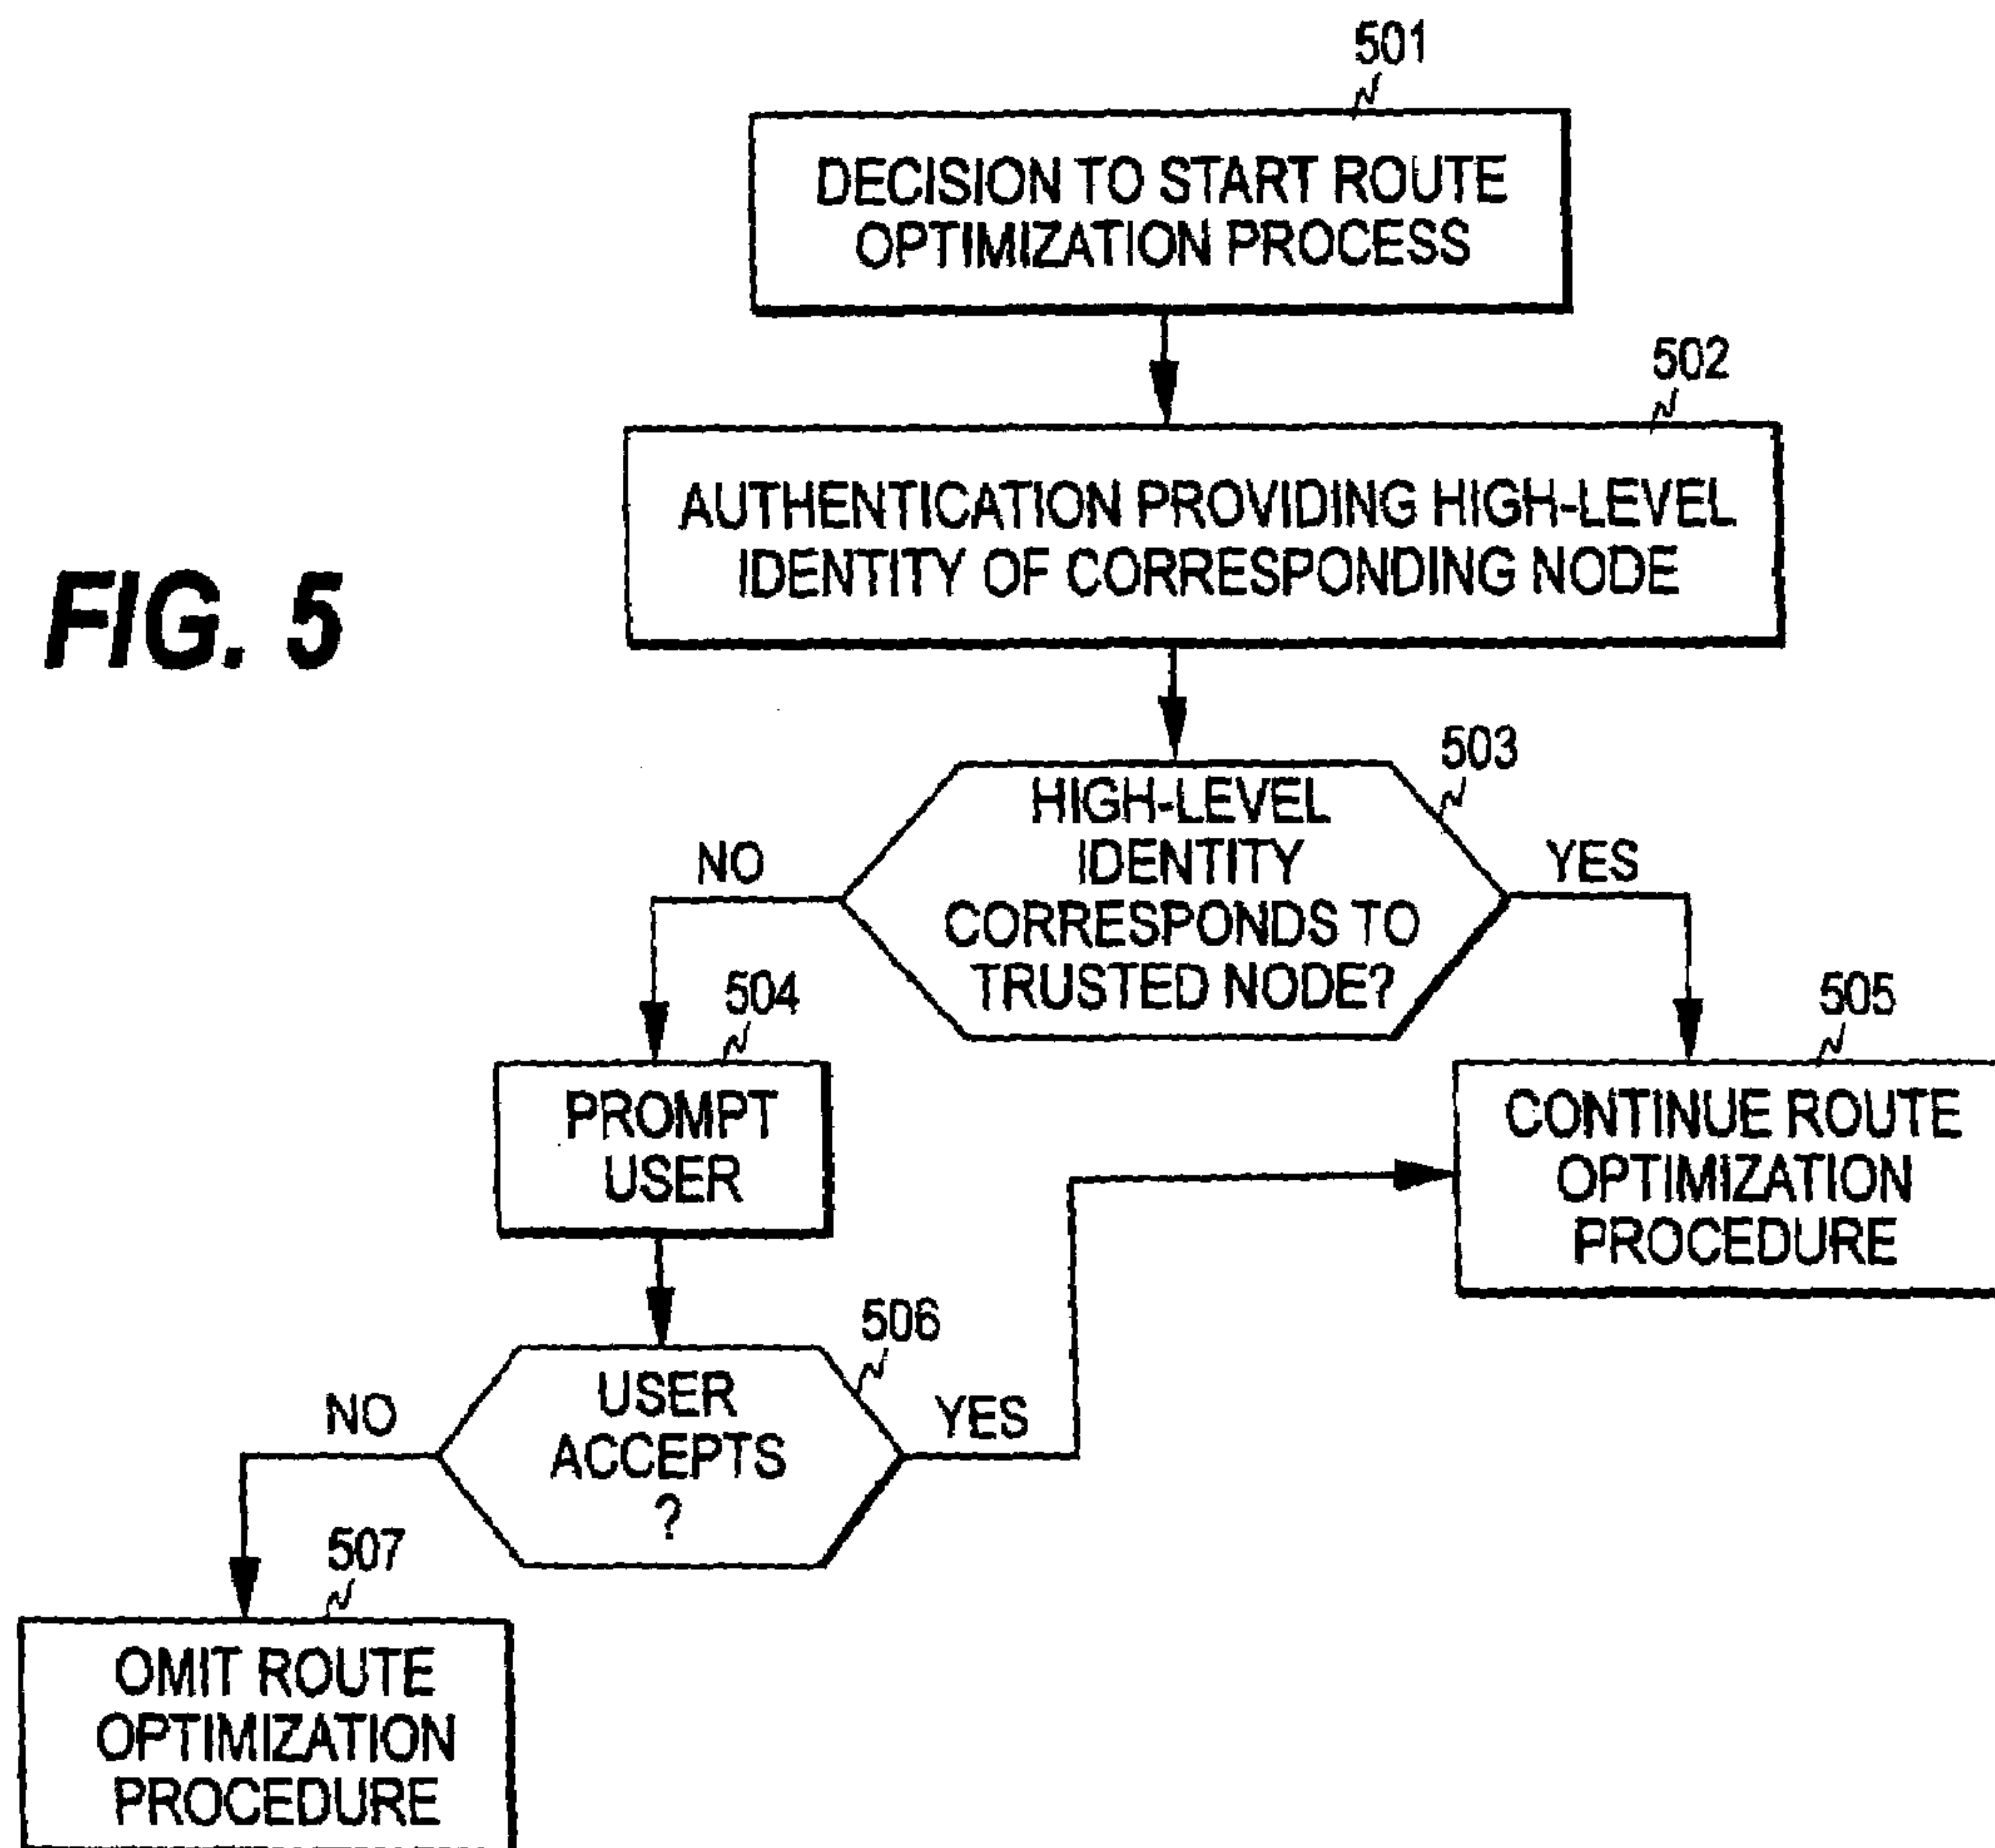 501
DECISION TO START ROUTE
OPTIMIZATION PROCESS
502
AUTHENTICATION PROVIDING HIGH-LEVEL
IDENTITY OF CORRESPONDING NODE
FIG. 5
503
HIGH-LEVEL
IDENTITY
CORRESPONDS TO
TRUSTED NODE?
NO
YES
504
PROMPT
USER
505
CONTINUE ROUTE
OPTIMIZATION
PROCEDURE
506
USER
ACCEPTS
?
NO
YES
507
OMIT ROUTE
OPTIMIZATION
PROCEDURE